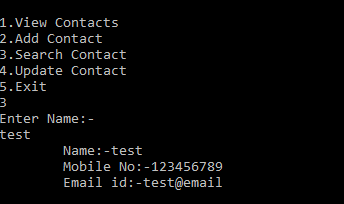 1.View Contacts
2.Add Contact
3.Search Contact
4.Update Contact
5.Exit
3
Enter Name:-
test
Name:-test
Mobile No:-123456789
Email id:-test@email